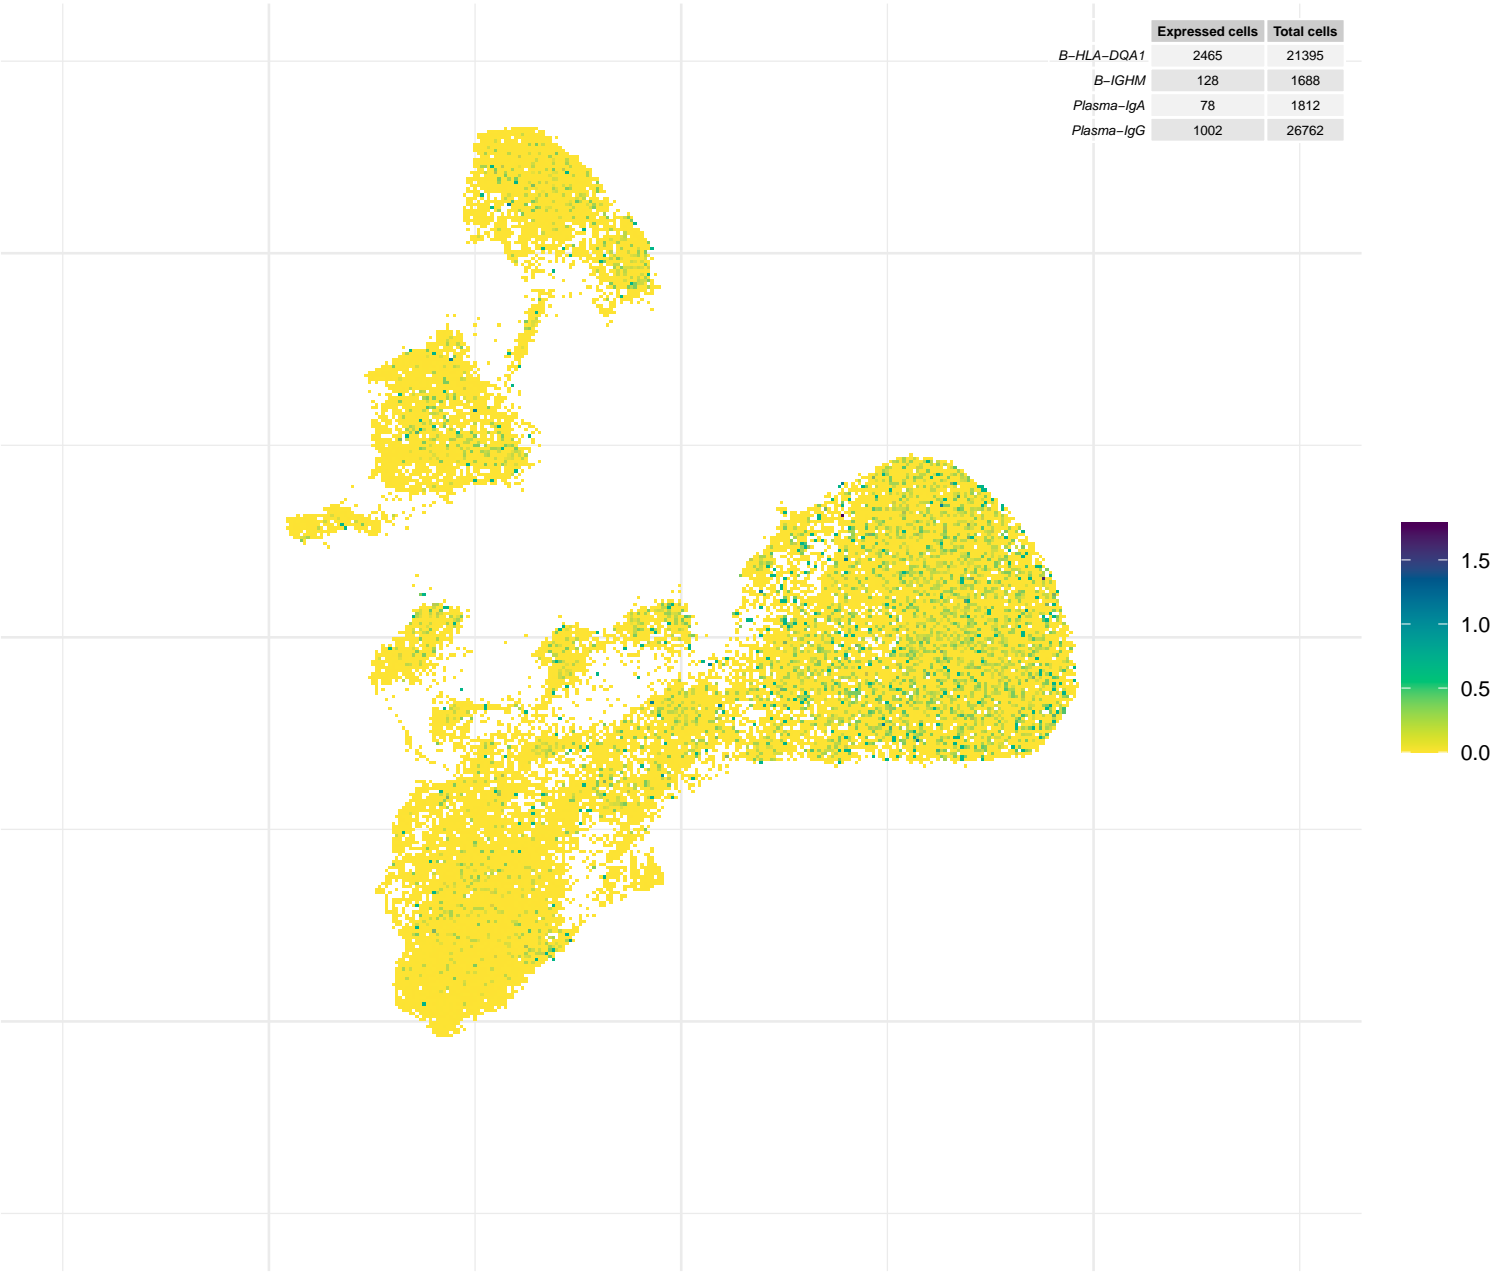 Expressed cells Total cells
B−HLA−DQA1 2465 21395
B−IGHM 128 1688
Plasma−IgA 78 1812
Plasma−IgG 1002 26762
1.5
1.0
0.5
0.0